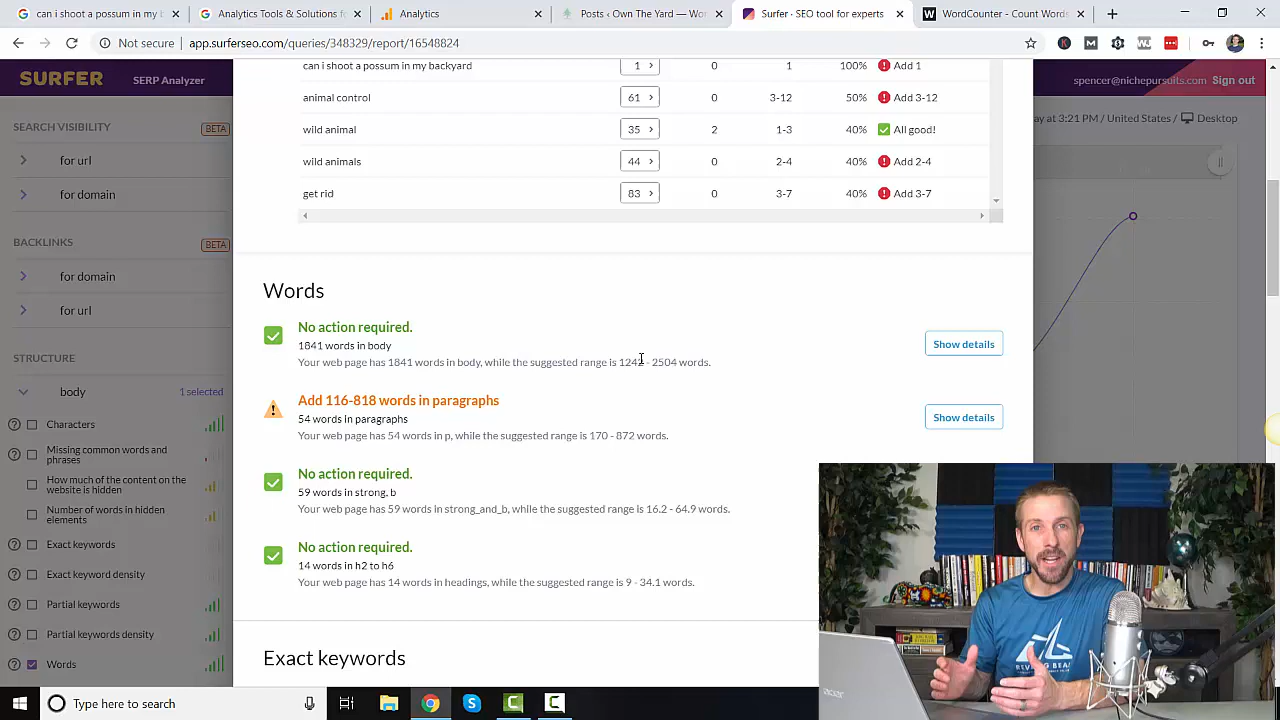 can i shoot a possum in my b
Analytics Tools & Solutions fo
Analytics
Posts ‹ Own The Yard — Wor
Surfer · SEO tool for experts
WordCounter - Count Words
Not secure | app.surferseo.com/queries/348329/report/16548824
SURFER SERP Analyzer
spencer@nichepursuits.com Sign out
ay at 3:21 PM / United States / Desktop
SEARCH VISIBILITY BETA
for url
for domain
BACKLINKS BETA
for domain
for url
STRUCTURE
body 1 selected
Characters
Missing common words and
phrases
How much of the content on the
website is hidden
Number of words in hidden
elements
Exact keywords
Exact keyword density
Partial keywords
Partial keywords density
Words
can i shoot a possum in my backyard 1 0 1 100% Add 1
animal control 61 0 3-12 50% Add 3-12
wild animal 35 2 1-3 40% All good!
wild animals 44 0 2-4 40% Add 2-4
get rid 83 0 3-7 40% Add 3-7
Words
No action required.
1841 words in body
Your web page has 1841 words in body, while the suggested range is 1242 - 2504 words.
Show details
Add 116-818 words in paragraphs
54 words in paragraphs
Your web page has 54 words in p, while the suggested range is 170 - 872 words.
Show details
No action required.
59 words in strong, b
Your web page has 59 words in strong_and_b, while the suggested range is 16.2 - 64.9 words.
No action required.
14 words in h2 to h6
Your web page has 14 words in headings, while the suggested range is 9 - 34.1 words.
Exact keywords
acer
Type here to search